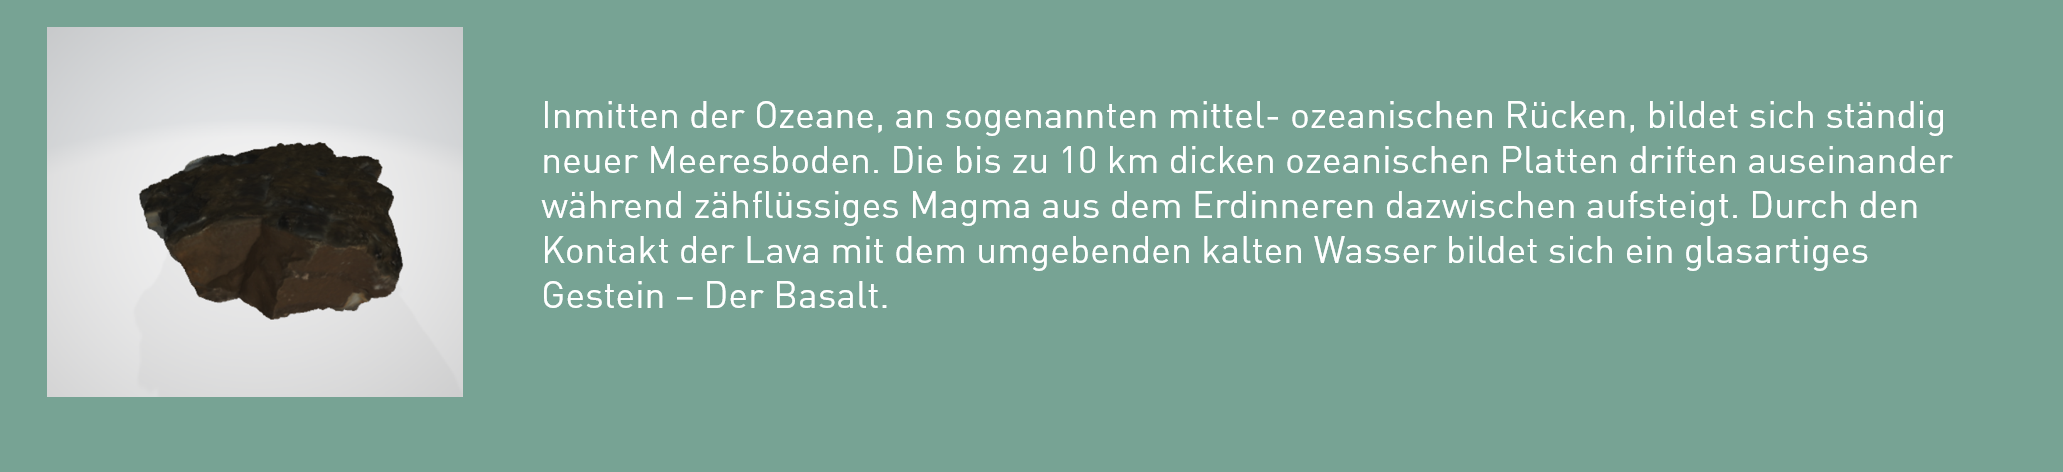 Inmitten der Ozeane, an sogenannten mittel- ozeanischen Rücken, bildet sich ständig
neuer Meeresboden. Die bis zu 10 km dicken ozeanischen Platten driften auseinander
während zähflüssiges Magma aus dem Erdinneren dazwischen aufsteigt. Durch den
Kontakt der Lava mit dem umgebenden kalten Wasser bildet sich ein glasartiges
Gestein – Der Basalt.